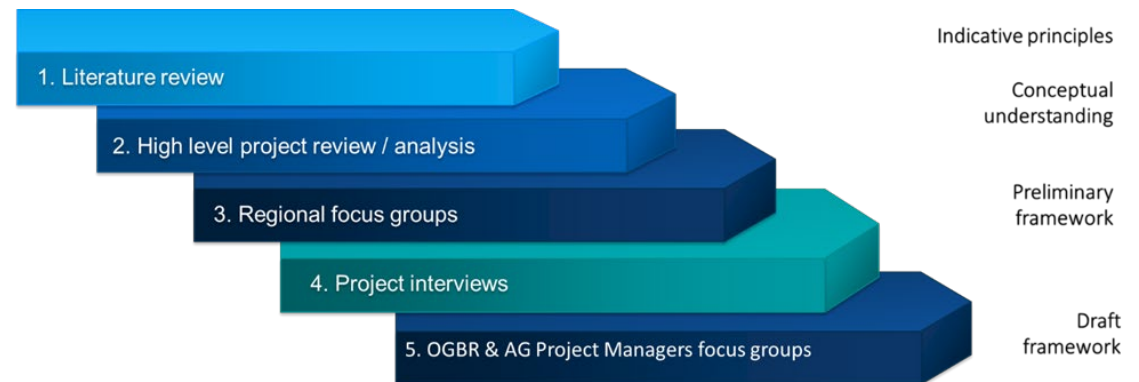 Indicative principles
1. Literature review
Conceptual
understanding
2. High level project review / analysis
Preliminary
framework
3. Regional focus groups
4. Project interviews
Draft
framework
5. OGBR & AG Project Managers focus groups